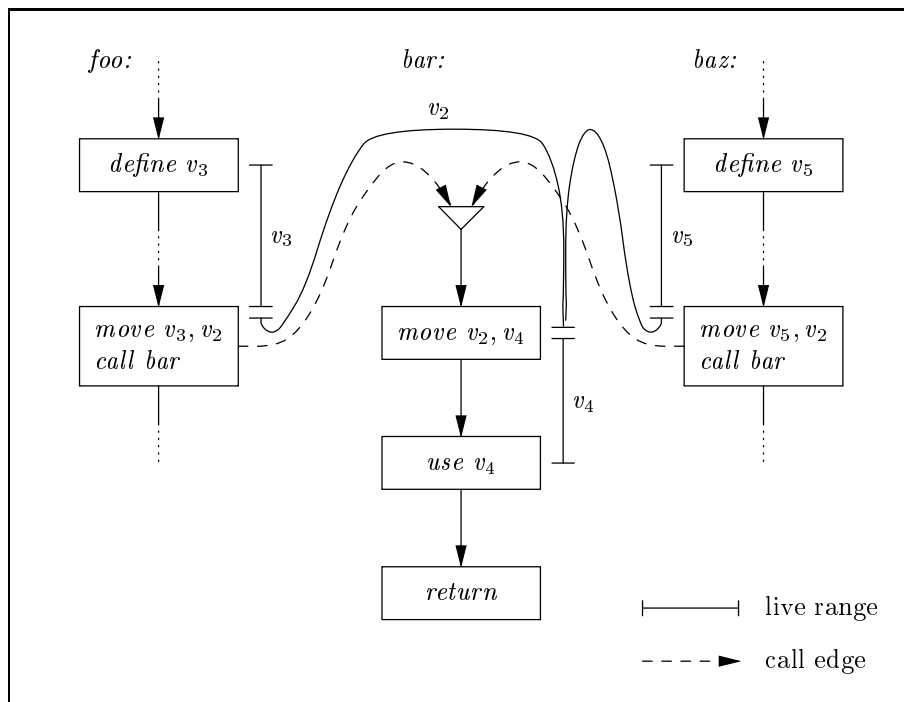 foo:
bar:
baz:
v₂
define v₃
define v₅
v₃
v₅
move v₃, v₂
call bar
move v₂, v₄
move v₅, v₂
call bar
v₄
use v₄
return
live range
call edge